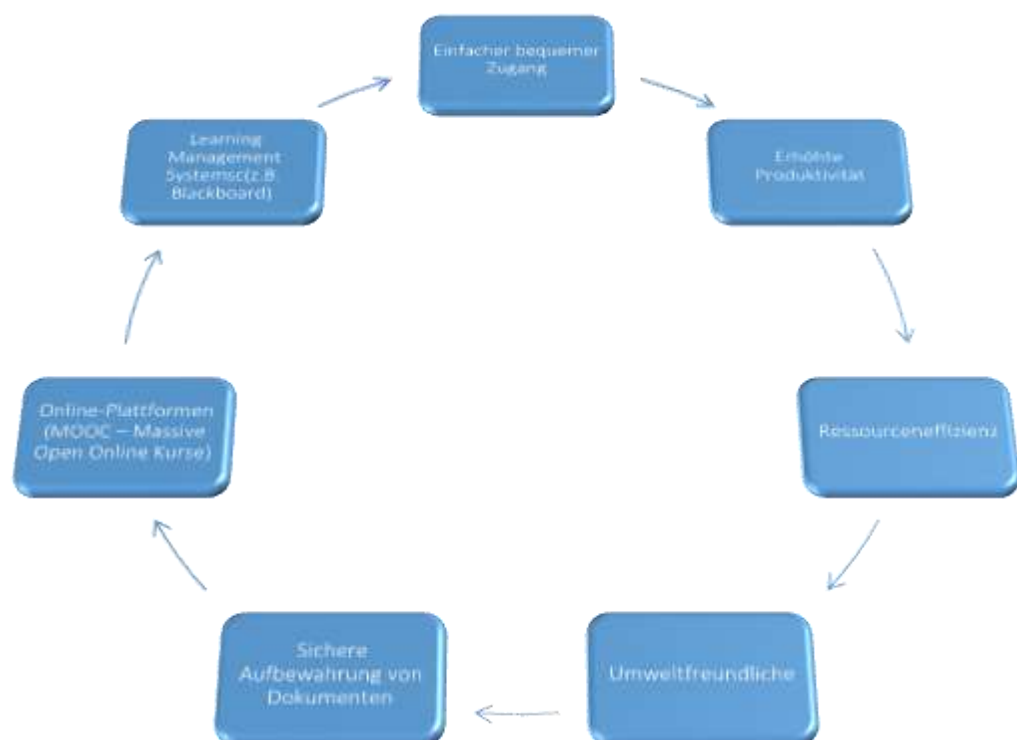 Einfacher bequemer
Zugang
Erhöhte
Produktivität
Ressourceneffizienz
Umweltfreundliche
Sichere
Aufbewahrung von
Dokumenten
Online-Plattformen
(MOOC – Massive
Open Online Kurse)
Learning
Management
Systemsc(z.B.
Blackboard)